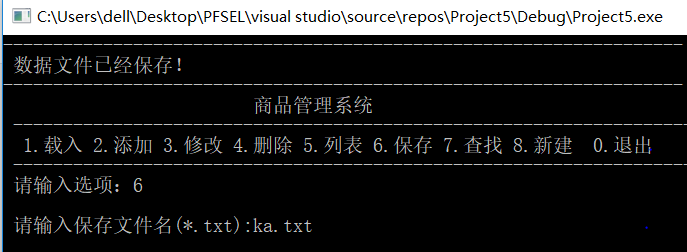 C:\Users\dell\Desktop\PFSEL\visual studio\source\repos\Project5\Debug\Project5.exe
数据文件已经保存!
商品管理系统
1.载入 2.添加 3.修改 4.删除 5.列表 6.保存 7.查找 8.新建  0.退出
请输入选项：6
请输入保存文件名(*.txt):ka.txt